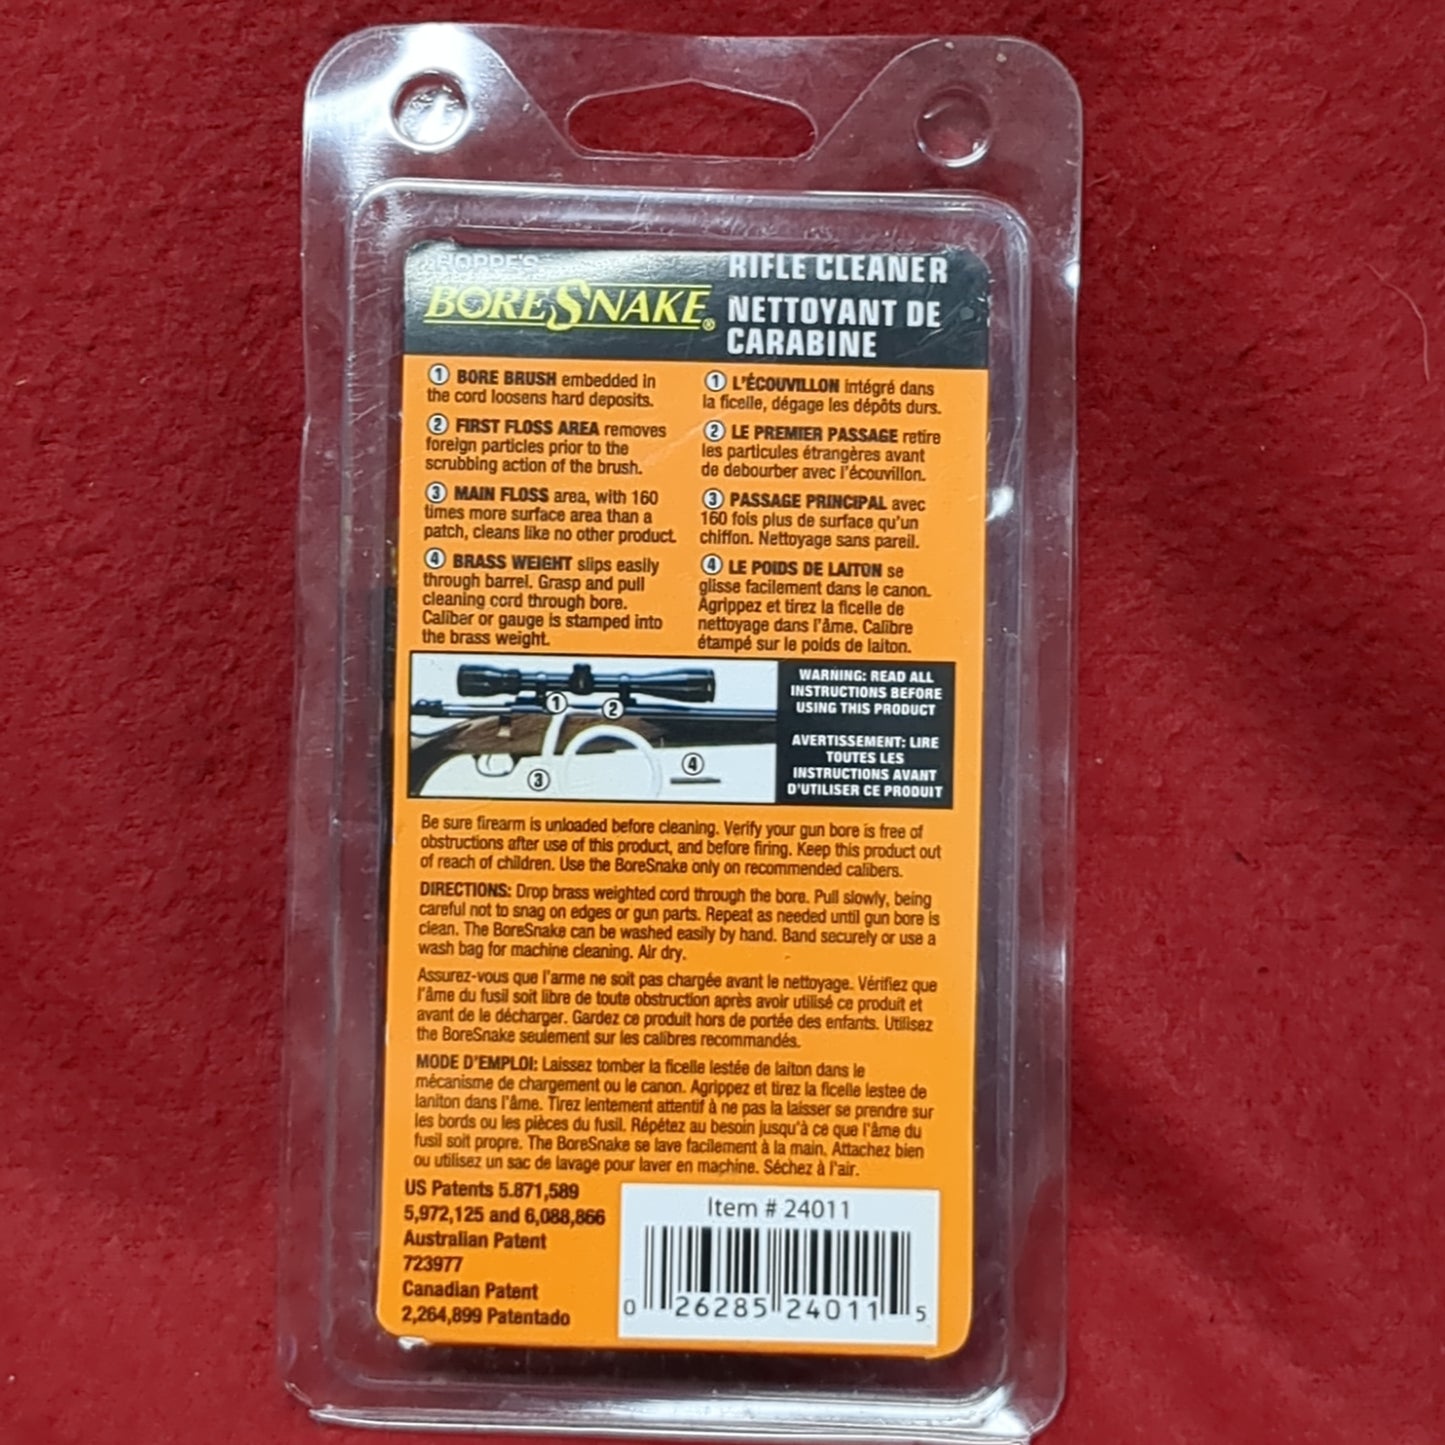 HOPPE'S
BORESNAKE®
RIFLE CLEANER
NETTOYANT DE
CARABINE
1 BORE BRUSH embedded in
the cord loosens hard deposits.
2 FIRST FLOSS AREA removes
foreign particles prior to the
scrubbing action of the brush.
3 MAIN FLOSS area, with 160
times more surface area than a
patch, cleans like no other product.
4 BRASS WEIGHT slips easily
through barrel. Grasp and pull
cleaning cord through bore.
Caliber or gauge is stamped into
the brass weight.
1 L'ÉCOUVILLON intégré dans
la ficelle, dégage les dépôts durs.
2 LE PREMIER PASSAGE retire
les particules étrangères avant
de debourber avec l'écouvillon.
3 PASSAGE PRINCIPAL avec
160 fois plus de surface qu'un
chiffon. Nettoyage sans pareil.
4 LE POIDS DE LAITON se
glisse facilement dans le canon.
Agrippez et tirez la ficelle de
nettoyage dans l'âme. Calibre
étampé sur le poids de laiton.
1
2
3
4
WARNING: READ ALL
INSTRUCTIONS BEFORE
USING THIS PRODUCT
AVERTISSEMENT: LIRE
TOUTES LES
INSTRUCTIONS AVANT
D'UTILISER CE PRODUIT
Be sure firearm is unloaded before cleaning. Verify your gun bore is free of
obstructions after use of this product, and before firing. Keep this product out
of reach of children. Use the BoreSnake only on recommended calibers.
DIRECTIONS: Drop brass weighted cord through the bore. Pull slowly, being
careful not to snag on edges or gun parts. Repeat as needed until gun bore is
clean. The BoreSnake can be washed easily by hand. Band securely or use a
wash bag for machine cleaning. Air dry.
Assurez-vous que l'arme ne soit pas chargée avant le nettoyage. Vérifiez que
l'âme du fusil soit libre de toute obstruction après avoir utilisé ce produit et
avant de le décharger. Gardez ce produit hors de portée des enfants. Utilisez
the BoreSnake seulement sur les calibres recommandés.
MODE D'EMPLOI: Laissez tomber la ficelle lestée de laiton dans le
mécanisme de chargement ou le canon. Agrippez et tirez la ficelle lestee de
laniton dans l'âme. Tirez lentement attentif à ne pas la laisser se prendre sur
les bords ou les pièces du fusil. Répétez au besoin jusqu'à ce que l'âme du
fusil soit propre. The BoreSnake se lave facilement à la main. Attachez bien
ou utilisez un sac de lavage pour laver en machine. Séchez à l'air.
US Patents 5.871,589
5,972,125 and 6,088,866
Australian Patent
723977
Canadian Patent
2,264,899 Patentado
Item # 24011
0 26285 24011 5